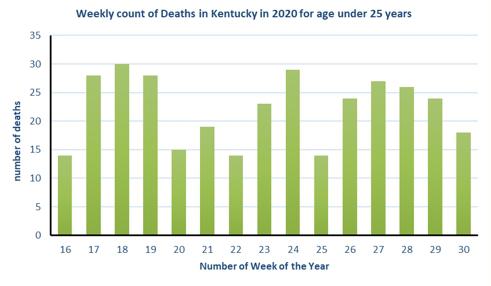 Weekly count of Deaths in Kentucky in 2020 for age under 25 years
number of deaths
35
30
25
20
15
10
5
0
16 17 18 19 20 21 22 23 24 25 26 27 28 29 30
Number of Week of the Year